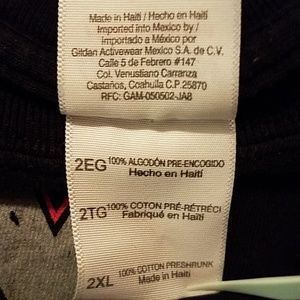 Made in Haiti / Hecho en Haití
Imported into Mexico by /
Importado a México por
Gildan Activewear Mexico S.A. de C.V.
Calle 5 de Febrero #147
Col. Venustiano Carranza
Castaños, Coahuila C.P 25870
RFC: GAM-050502-JA8
2EG 100% ALGODÓN PRE-ENCOGIDO
Hecho en Haití
2TG 100% COTON PRÉ-RÉTRÉCI
Fabriqué en Haïti
2XL 100% COTTON PRESHRUNK
Made in Haiti